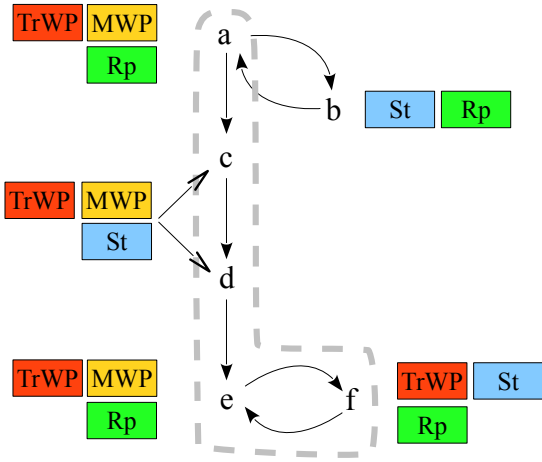 TrWP MWP a
Rp
b St Rp
c
TrWP MWP
St
d
TrWP MWP e f TrWP St
Rp Rp